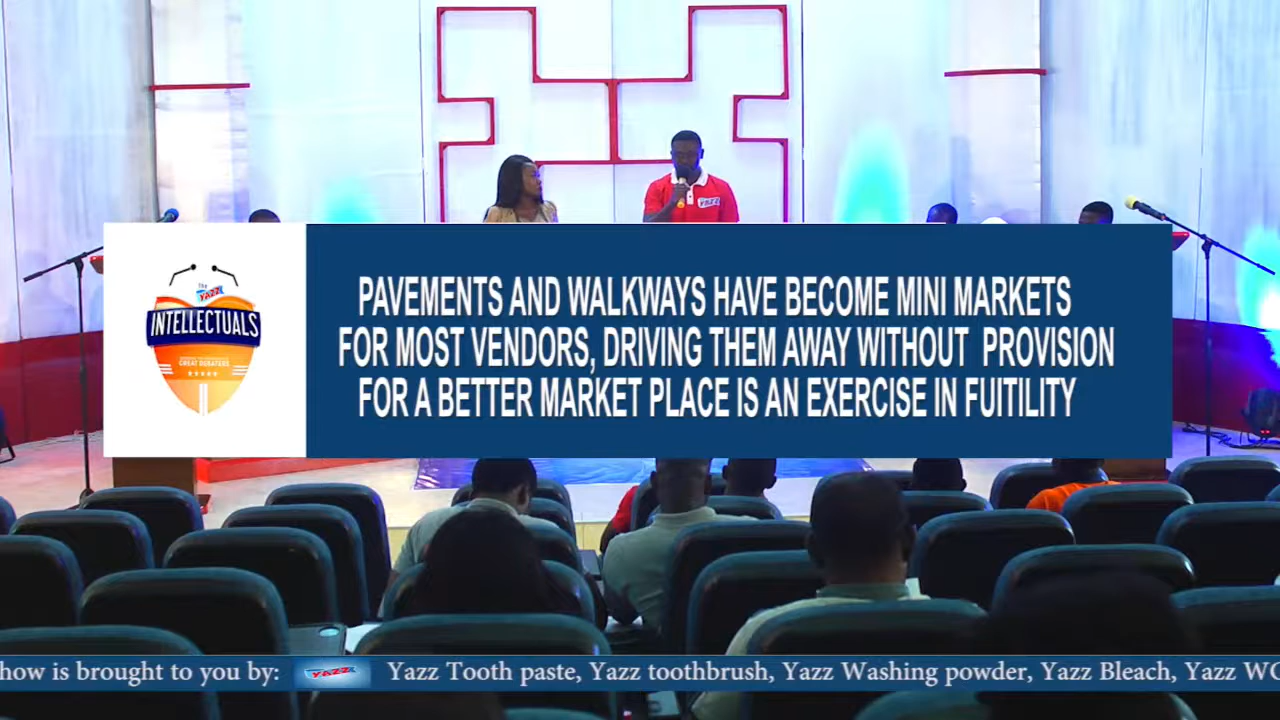 YAZZ
The
YAZZ
INTELLECTUALS
GREAT DEBATERS
PAVEMENTS AND WALKWAYS HAVE BECOME MINI MARKETS
FOR MOST VENDORS, DRIVING THEM AWAY WITHOUT PROVISION
FOR A BETTER MARKET PLACE IS AN EXERCISE IN FUITILITY
how is brought to you by: YAZZ Yazz Tooth paste, Yazz toothbrush, Yazz Washing powder, Yazz Bleach, Yazz WC